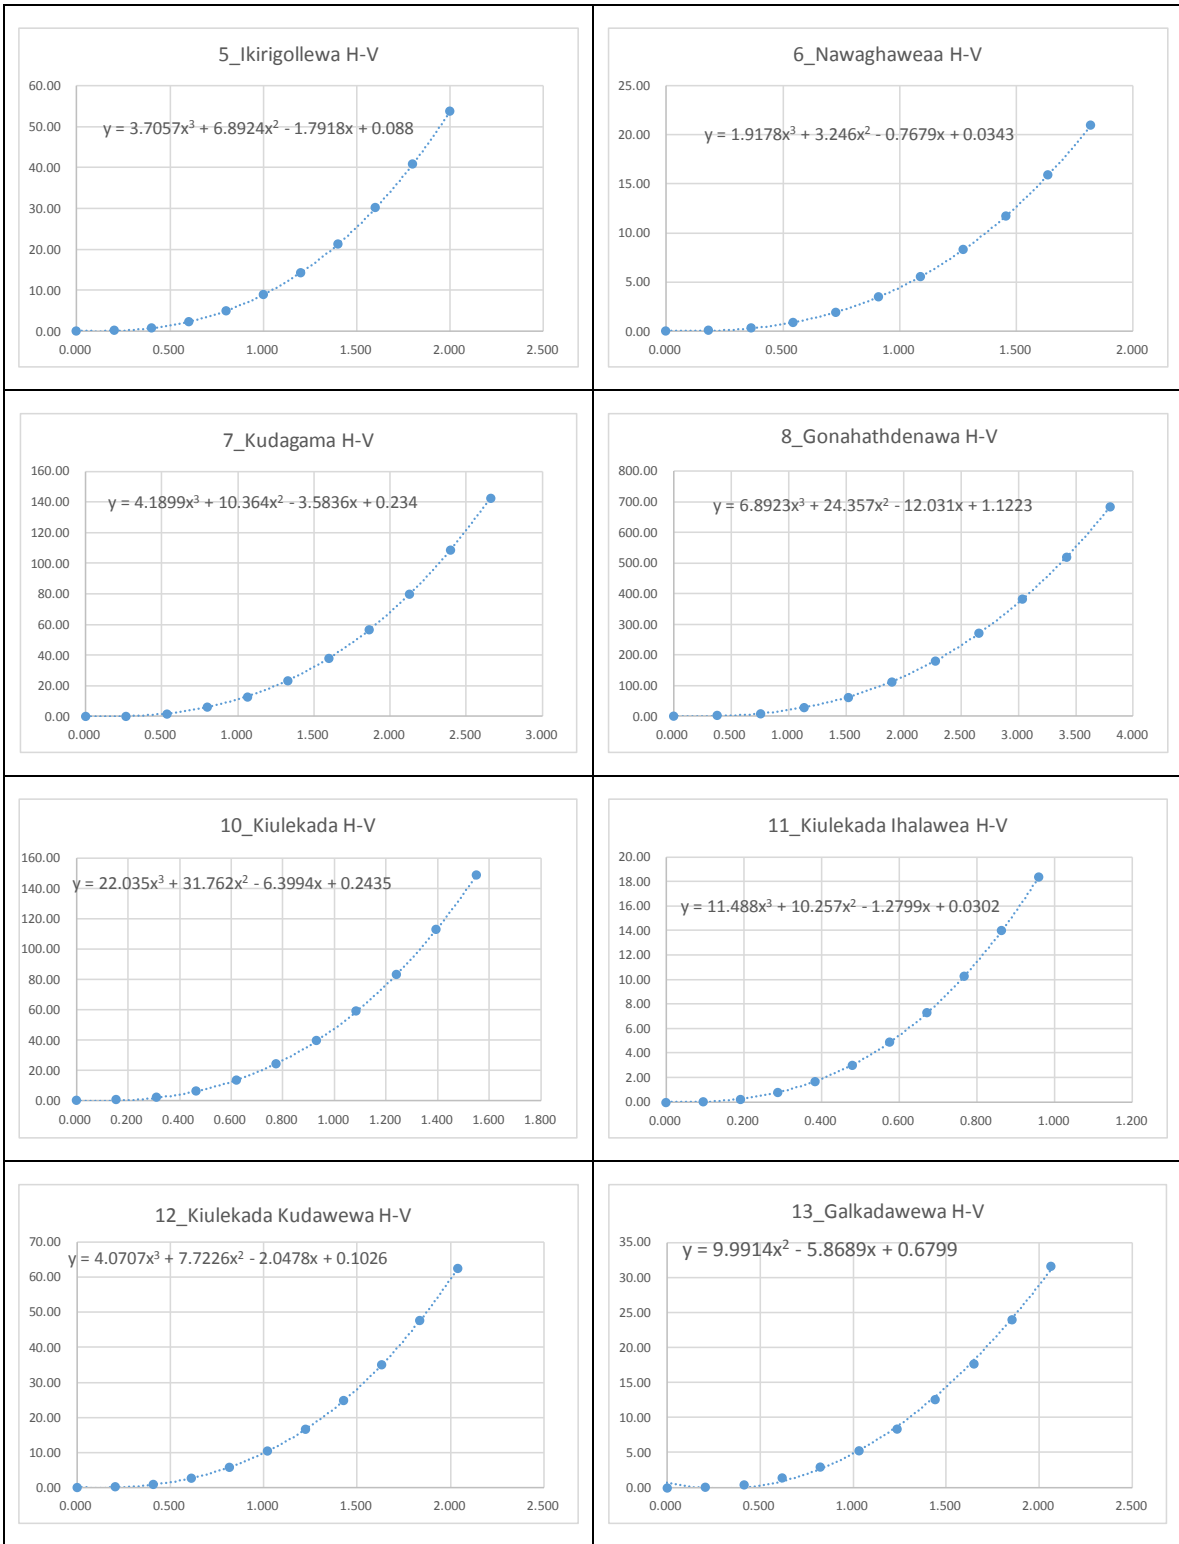 5_Ikirigollewa H-V
60.00
y = 3.7057x³ + 6.8924x² - 1.7918x + 0.088
50.00
40.00
30.00
20.00
10.00
0.00
0.000 0.500 1.000 1.500 2.000 2.500
6_Nawaghaweaa H-V
25.00
y = 1.9178x³ + 3.246x² - 0.7679x + 0.0343
20.00
15.00
10.00
5.00
0.00
0.000 0.500 1.000 1.500 2.000
7_Kudagama H-V
160.00
y = 4.1899x³ + 10.364x² - 3.5836x + 0.234
140.00
120.00
100.00
80.00
60.00
40.00
20.00
0.00
0.000 0.500 1.000 1.500 2.000 2.500 3.000
8_Gonahathdenawa H-V
800.00
y = 6.8923x³ + 24.357x² - 12.031x + 1.1223
700.00
600.00
500.00
400.00
300.00
200.00
100.00
0.00
0.000 0.500 1.000 1.500 2.000 2.500 3.000 3.500 4.000
10_Kiulekada H-V
160.00
y = 22.035x³ + 31.762x² - 6.3994x + 0.2435
140.00
120.00
100.00
80.00
60.00
40.00
20.00
0.00
0.000 0.200 0.400 0.600 0.800 1.000 1.200 1.400 1.600 1.800
11_Kiulekada Ihalawea H-V
20.00
18.00
y = 11.488x³ + 10.257x² - 1.2799x + 0.0302
16.00
14.00
12.00
10.00
8.00
6.00
4.00
2.00
0.00
0.000 0.200 0.400 0.600 0.800 1.000 1.200
12_Kiulekada Kudawewa H-V
70.00
y = 4.0707x³ + 7.7226x² - 2.0478x + 0.1026
60.00
50.00
40.00
30.00
20.00
10.00
0.00
0.000 0.500 1.000 1.500 2.000 2.500
13_Galkadawewa H-V
35.00
y = 9.9914x² - 5.8689x + 0.6799
30.00
25.00
20.00
15.00
10.00
5.00
0.00
0.000 0.500 1.000 1.500 2.000 2.500